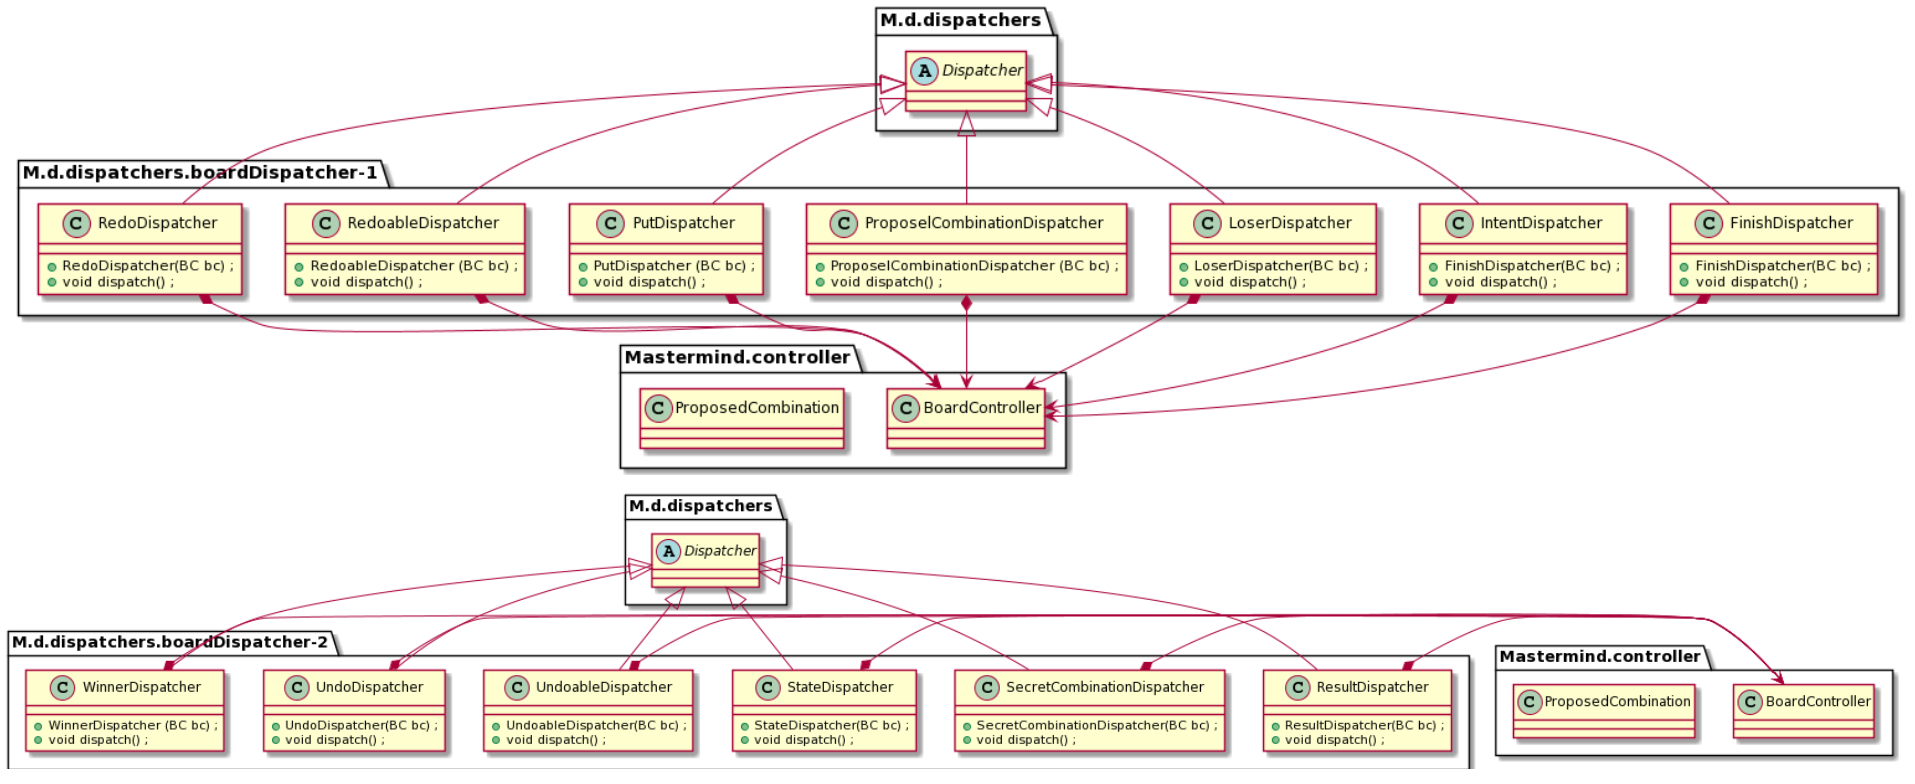 M.d.dispatchers
A Dispatcher
M.d.dispatchers.boardDispatcher-1
C RedoDispatcher
RedoDispatcher(BC bc) ;
void dispatch() ;
C RedoableDispatcher
RedoableDispatcher (BC bc) ;
void dispatch() ;
C PutDispatcher
PutDispatcher (BC bc) ;
void dispatch() ;
C ProposelCombinationDispatcher
ProposelCombinationDispatcher (BC bc) ;
void dispatch() ;
C LoserDispatcher
LoserDispatcher(BC bc) ;
void dispatch() ;
C IntentDispatcher
FinishDispatcher(BC bc) ;
void dispatch() ;
C FinishDispatcher
FinishDispatcher(BC bc) ;
void dispatch() ;
Mastermind.controller
C ProposedCombination
C BoardController
M.d.dispatchers
A Dispatcher
M.d.dispatchers.boardDispatcher-2
C WinnerDispatcher
WinnerDispatcher (BC bc) ;
void dispatch() ;
C UndoDispatcher
UndoDispatcher(BC bc) ;
void dispatch() ;
C UndoableDispatcher
UndoableDispatcher(BC bc) ;
void dispatch() ;
C StateDispatcher
StateDispatcher(BC bc) ;
void dispatch() ;
C SecretCombinationDispatcher
SecretCombinationDispatcher(BC bc) ;
void dispatch() ;
C ResultDispatcher
ResultDispatcher(BC bc) ;
void dispatch() ;
Mastermind.controller
C ProposedCombination
C BoardController